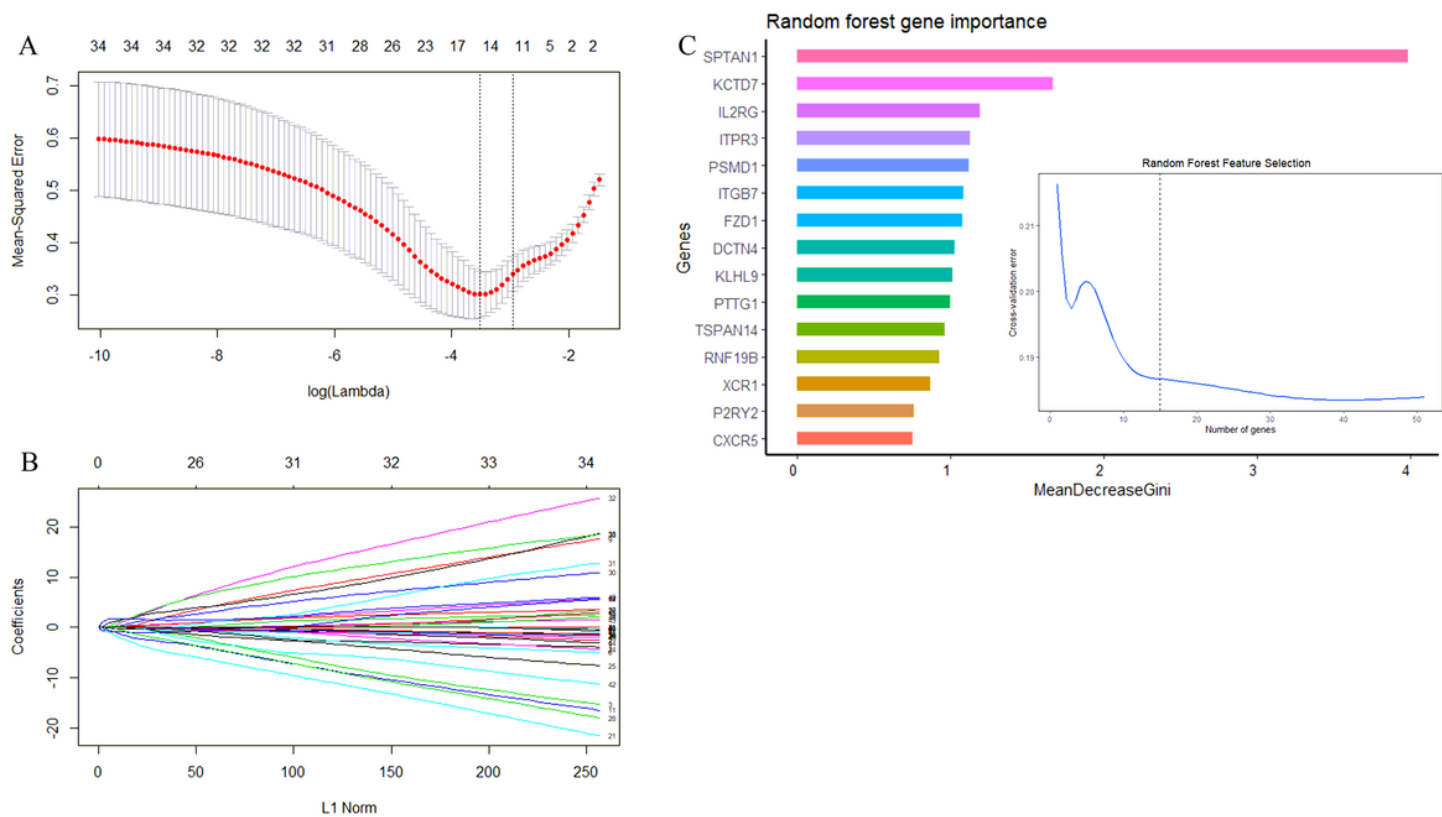 A
34 34 34 32 32 32 32 31 28 26 23 17 14 11 5 2 2
Mean-Squared Error
0.7
0.6
0.5
0.4
0.3
-10 -8 -6 -4 -2
log(Lambda)
B
0 26 31 32 33 34
Coefficients
20
10
0
-10
-20
32
31
30
25
42
3
11
26
21
0 50 100 150 200 250
L1 Norm
C
Random forest gene importance
Genes
SPTAN1
KCTD7
IL2RG
ITPR3
PSMD1
ITGB7
FZD1
DCTN4
KLHL9
PTTG1
TSPAN14
RNF19B
XCR1
P2RY2
CXCR5
0 1 2 3 4
MeanDecreaseGini
Random Forest Feature Selection
Cross-validation error
0.21
0.20
0.19
0 10 20 30 40 50
Number of genes